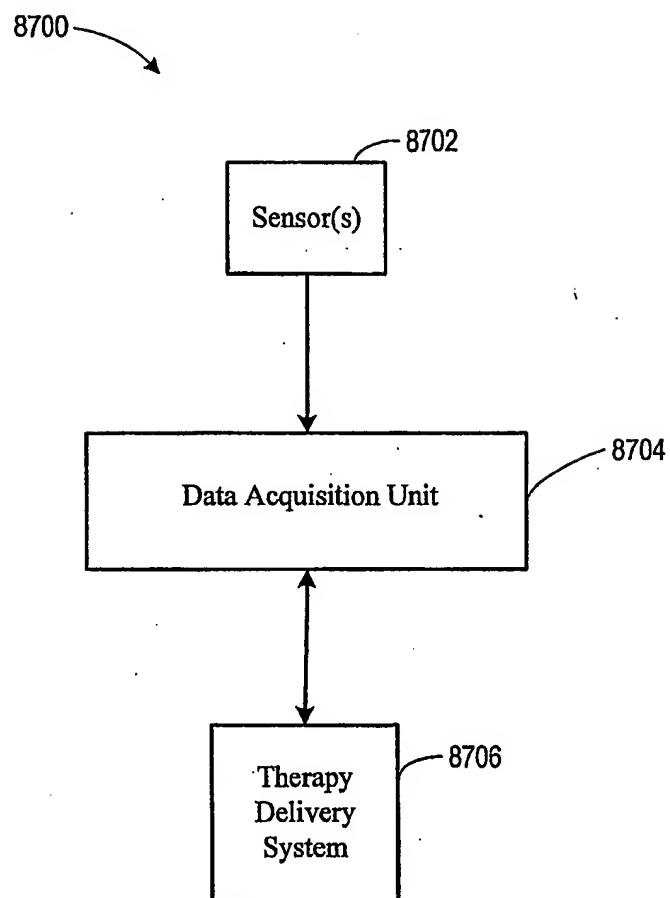 8700
8702
Sensor(s)
8704
Data Acquisition Unit
8706
Therapy
Delivery
System